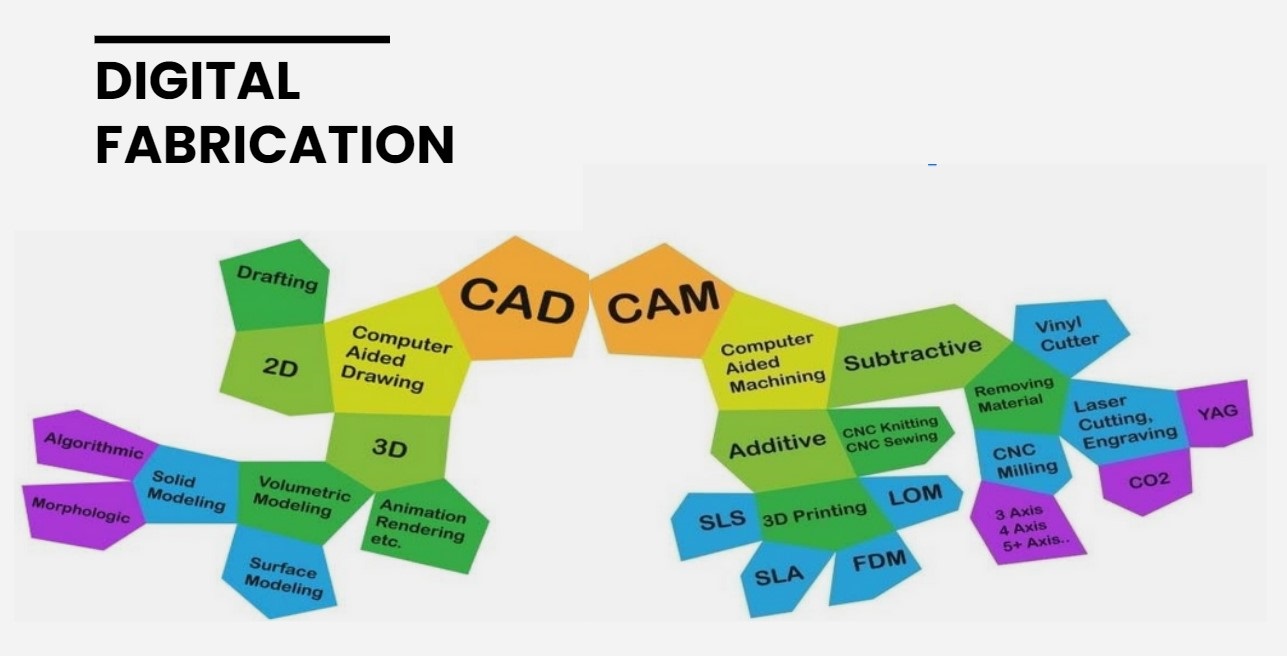 DIGITAL
FABRICATION
CAD
Computer
Aided
Drawing
2D
Drafting
3D
Volumetric
Modeling
Solid
Modeling
Algorithmic
Morphologic
Surface
Modeling
Animation
Rendering
etc.
CAM
Computer
Aided
Machining
Subtractive
Removing
Material
Vinyl
Cutter
Laser
Cutting,
Engraving
YAG
CO2
CNC
Milling
3 Axis
4 Axis
5+ Axis..
Additive
CNC Knitting
CNC Sewing
3D Printing
LOM
SLS
SLA
FDM